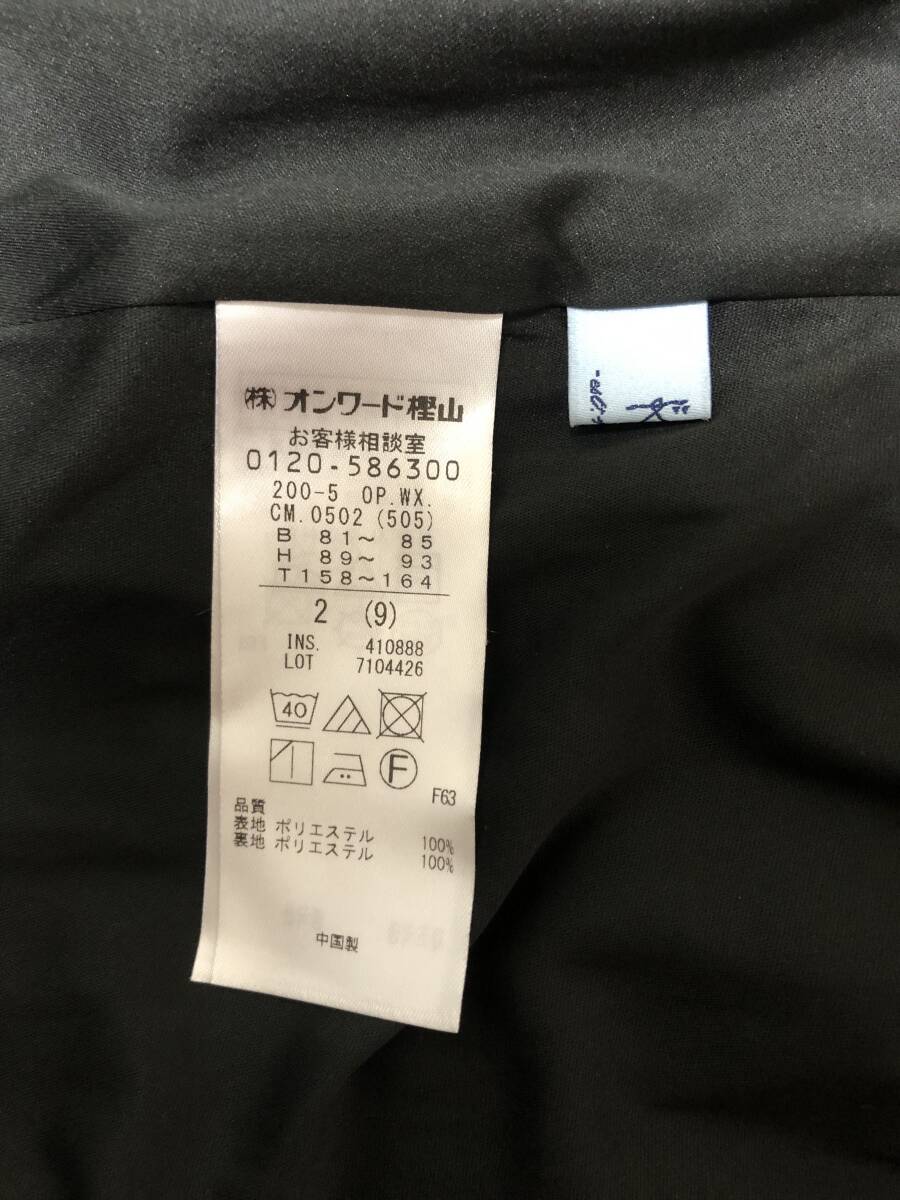 ㈱オンワード樫山
お客様相談室
0120-586300
200-5 OP.WX.
CM.0502(505)
B 81～ 85
H 89～ 93
T158～164
2 (9)
INS. 410888
LOT 7104426
40
F
F63
品質
表地 ポリエステル 100%
裏地 ポリエステル 100%
中国製